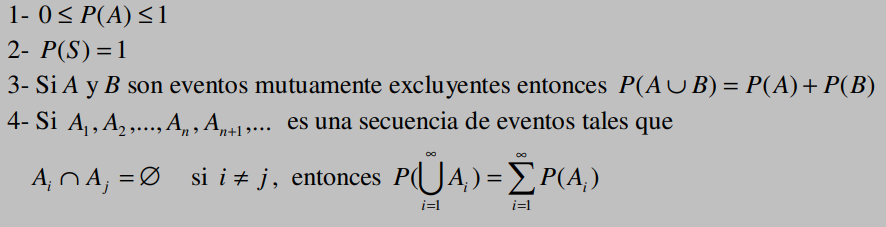 1- 0 ≤ P(A) ≤ 1
2- P(S) = 1
3- Si A y B son eventos mutuamente excluyentes entonces P(A ∪ B) = P(A) + P(B)
4- Si A₁, A₂,..., Aₙ, Aₙ₊₁,... es una secuencia de eventos tales que
Aᵢ ∩ Aⱼ = ∅ si i ≠ j, entonces P(⋃_{i=1}^{∞} Aᵢ) = ∑_{i=1}^{∞} P(Aᵢ)